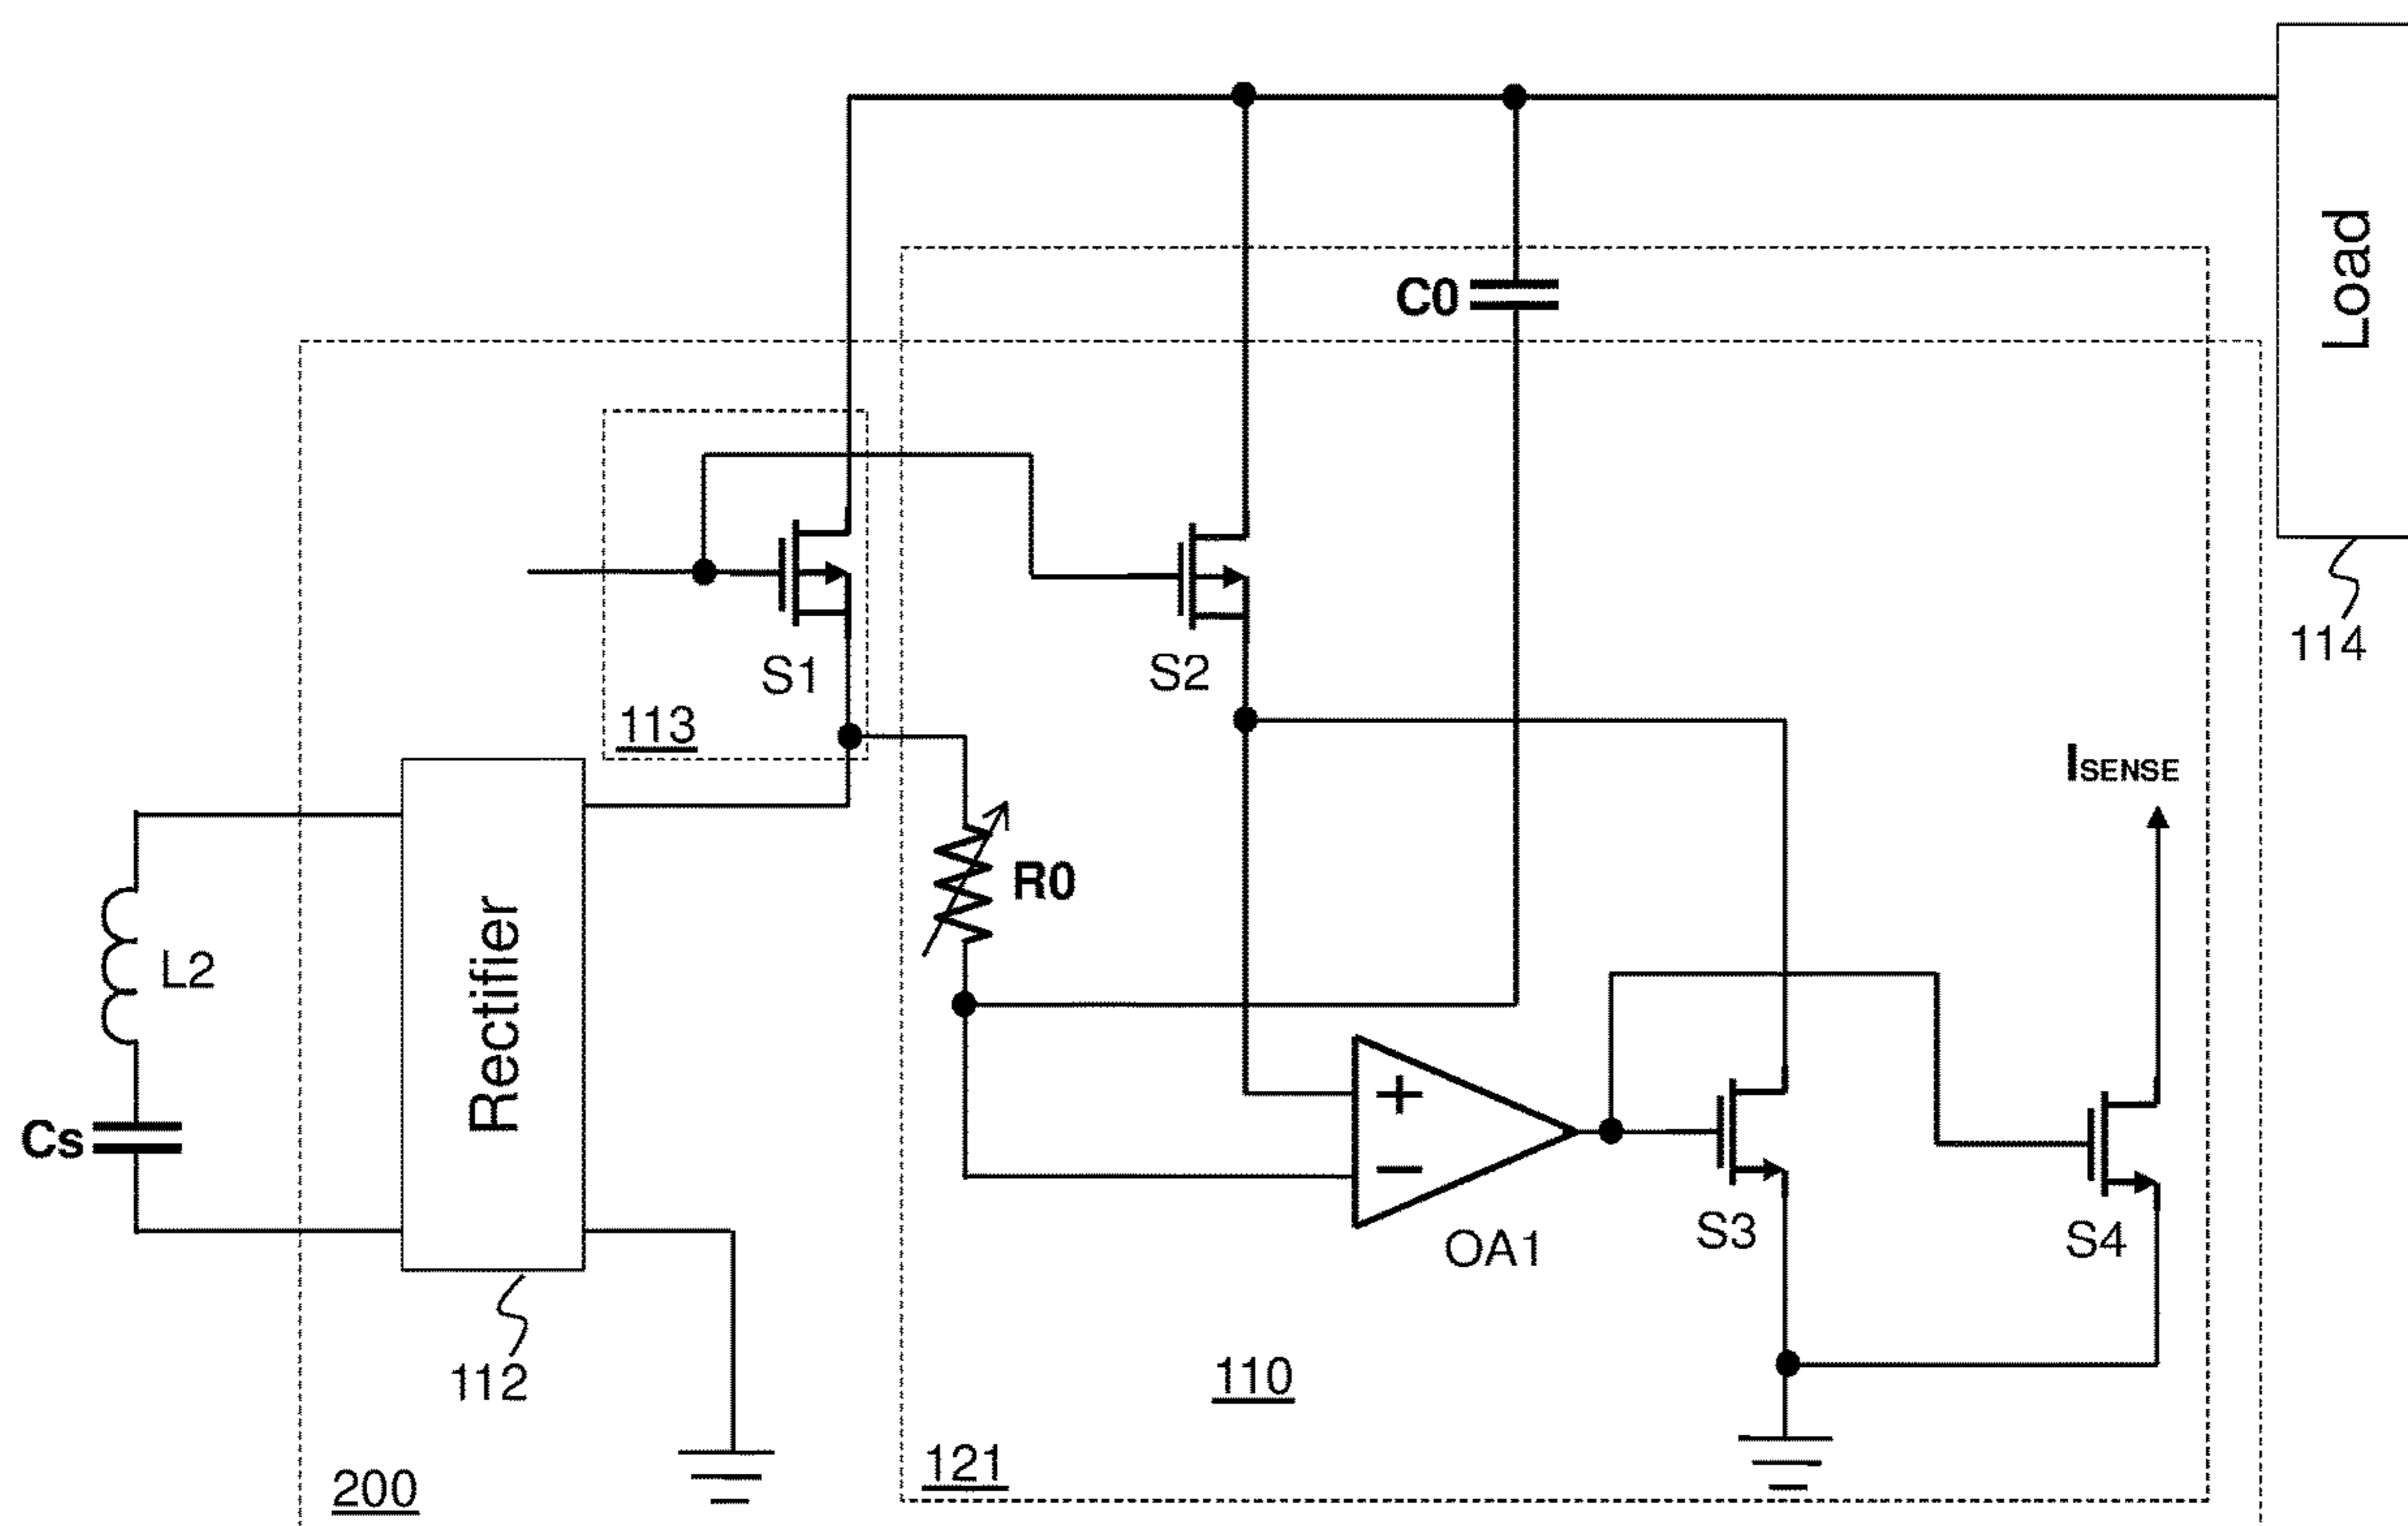 Load
C0
114
S1
S2
113
ISENSE
R0
L2
Rectifier
Cs
+
−
OA1
S3
S4
112
110
121
200